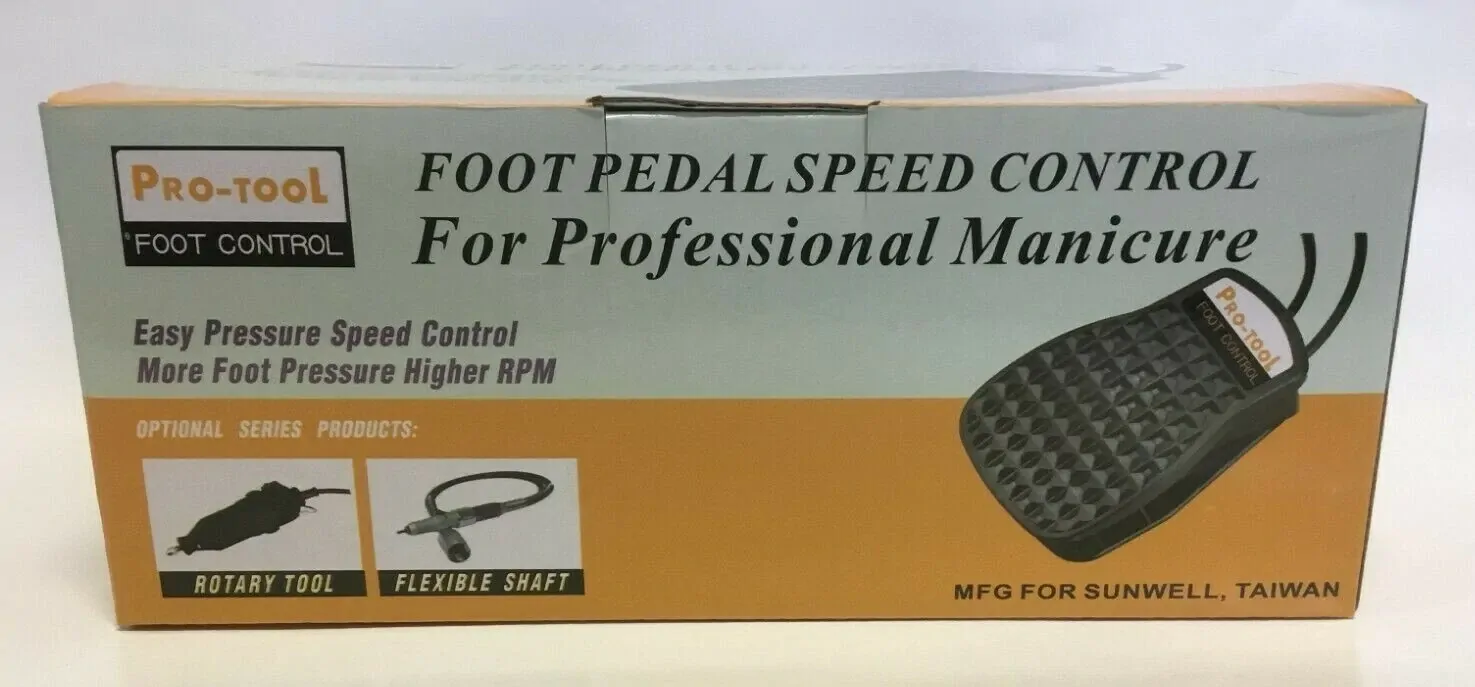 PRO-TOOL
FOOT CONTROL
FOOT PEDAL SPEED CONTROL
For Professional Manicure
Easy Pressure Speed Control
More Foot Pressure Higher RPM
OPTIONAL SERIES PRODUCTS:
ROTARY TOOL
FLEXIBLE SHAFT
PRO-TOOL
FOOT CONTROL
MFG FOR SUNWELL, TAIWAN